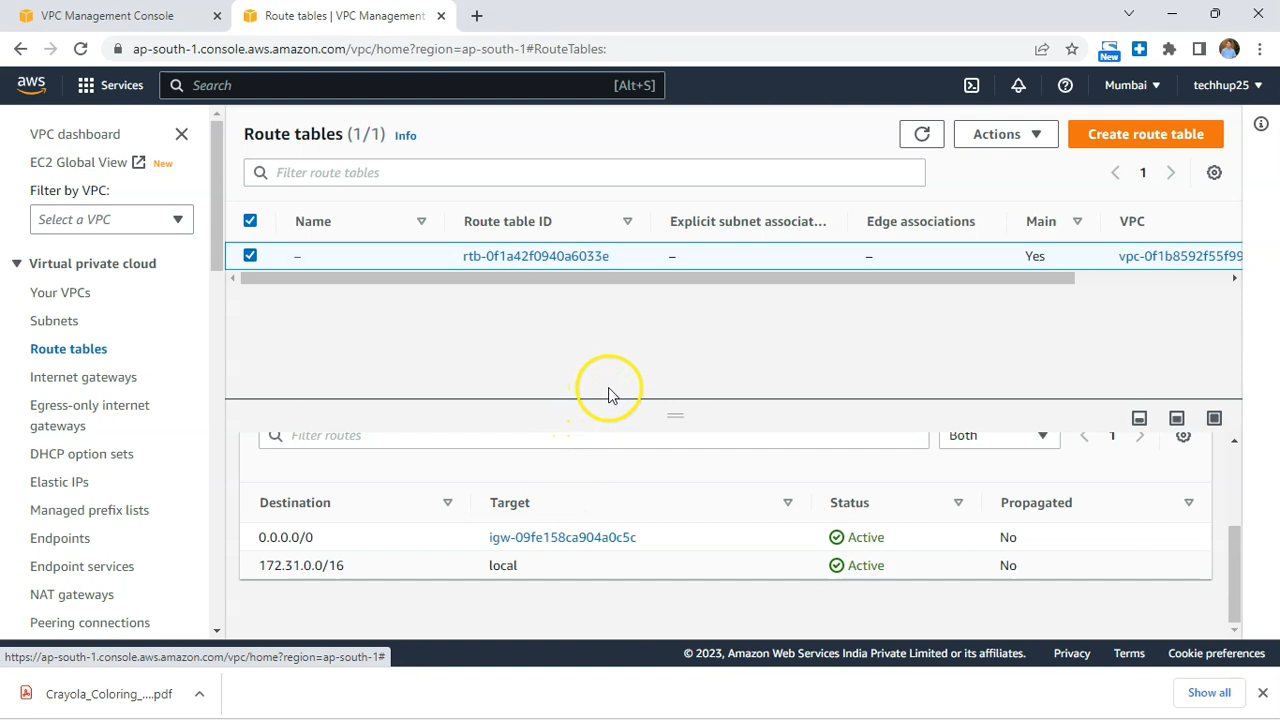 VPC Management Console
Route tables | VPC Management
ap-south-1.console.aws.amazon.com/vpc/home?region=ap-south-1#RouteTables:
New
aws
Services
Search
[Alt+S]
Mumbai
techhup25
VPC dashboard
EC2 Global View
New
Filter by VPC:
Select a VPC
Virtual private cloud
Your VPCs
Subnets
Route tables
Internet gateways
Egress-only internet
gateways
DHCP option sets
Elastic IPs
Managed prefix lists
Endpoints
Endpoint services
NAT gateways
Peering connections
Route tables (1/1) Info
Actions
Create route table
Filter route tables
1
Name Route table ID Explicit subnet associat... Edge associations Main VPC
– rtb-0f1a42f0940a6033e – – Yes vpc-0f1b8592f55f99
Filter routes
Both
1
Destination Target Status Propagated
0.0.0.0/0 igw-09fe158ca904a0c5c Active No
172.31.0.0/16 local Active No
https://ap-south-1.console.aws.amazon.com/vpc/home?region=ap-south-1#
© 2023, Amazon Web Services India Private Limited or its affiliates.
Privacy
Terms
Cookie preferences
Crayola_Coloring_....pdf
Show all